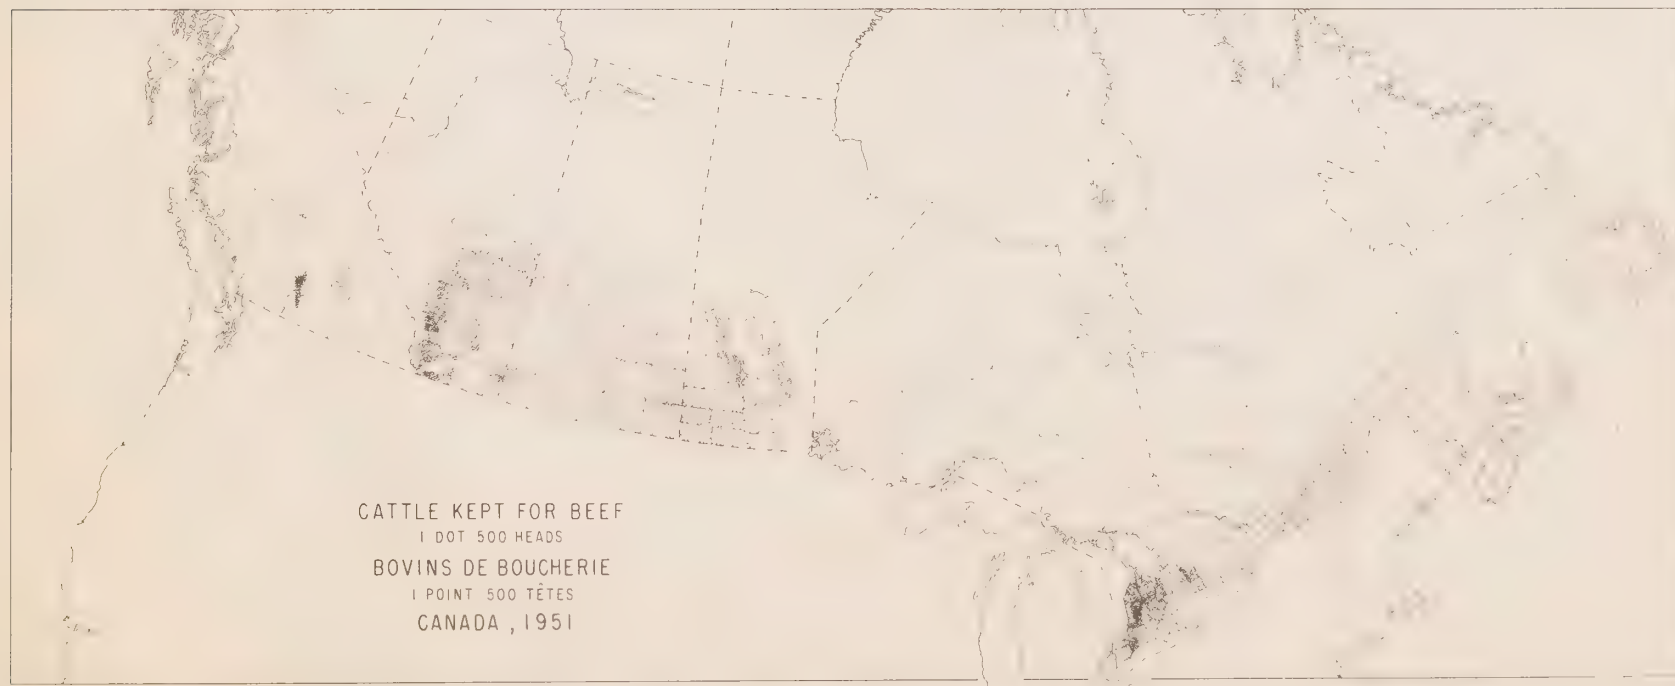 CATTLE KEPT FOR BEEF
1 DOT 500 HEADS
BOVINS DE BOUCHERIE
1 POINT 500 TÊTES
CANADA , 1951